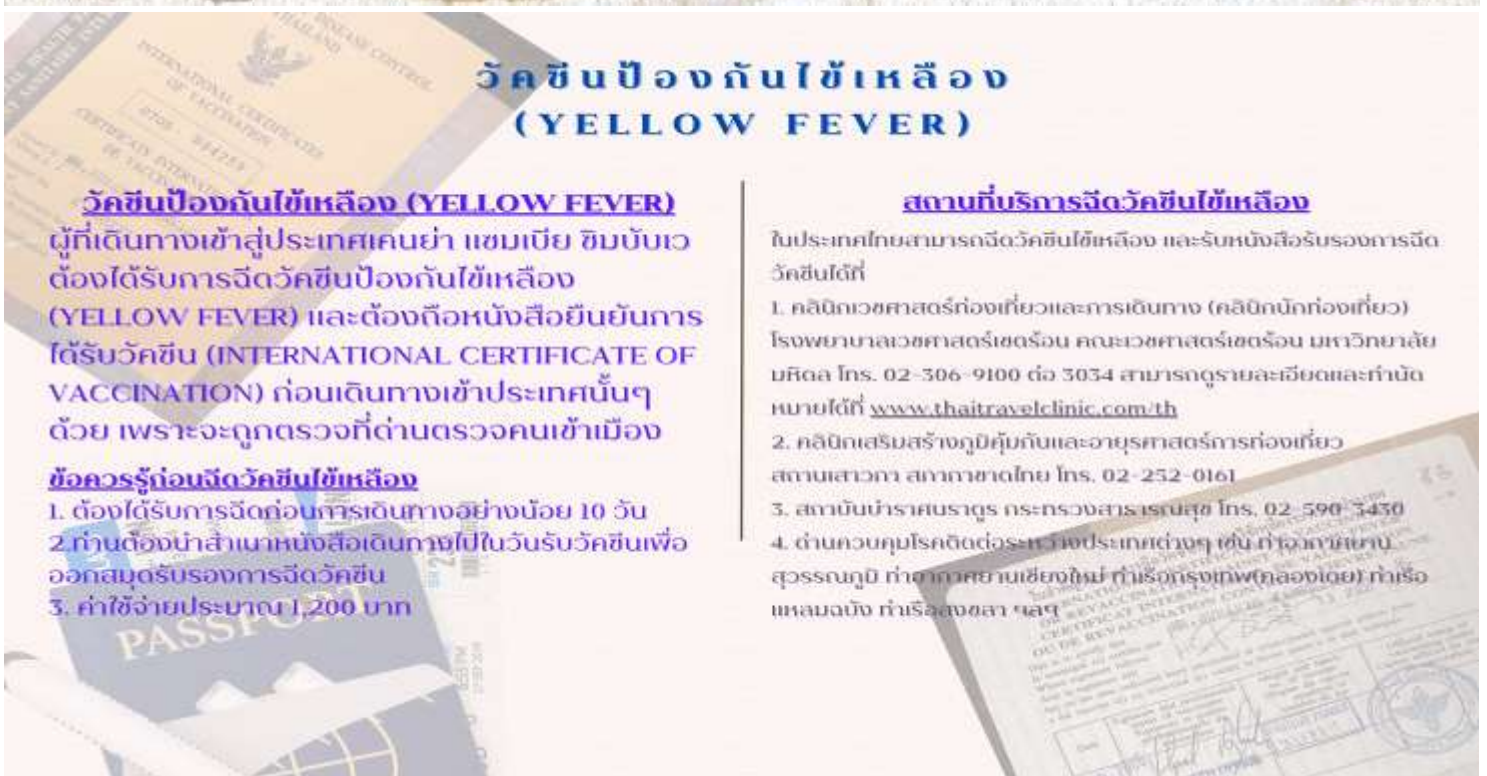 วัคซีนป้องกันไข้เหลือง
(YELLOW FEVER)
วัคซีนป้องกันไข้เหลือง (YELLOW FEVER)
ผู้ที่เดินทางเข้าสู่ประเทศเคนย่า แซมเบีย ซิมบับเว
ต้องได้รับการฉีดวัคซีนป้องกันไข้เหลือง
(YELLOW FEVER) และต้องถือหนังสือยืนยันการ
ได้รับวัคซีน (INTERNATIONAL CERTIFICATE OF
VACCINATION) ก่อนเดินทางเข้าประเทศนั้นๆ
ด้วย เพราะจะถูกตรวจที่ด่านตรวจคนเข้าเมือง
ข้อควรรู้ก่อนฉีดวัคซีนไข้เหลือง
1. ต้องได้รับการฉีดก่อนการเดินทางอย่างน้อย 10 วัน
2.ท่านต้องนำสำเนาหนังสือเดินทางไปในวันรับวัคซีนเพื่อ
ออกสมุดรับรองการฉีดวัคซีน
3. ค่าใช้จ่ายประมาณ 1,200 บาท
PASSPORT
สถานที่บริการฉีดวัคซีนไข้เหลือง
ในประเทศไทยสามารถฉีดวัคซีนไข้เหลือง และรับหนังสือรับรองการฉีด
วัคซีนได้ที่
1. คลินิกเวชศาสตร์ท่องเที่ยวและการเดินทาง (คลินิกนักท่องเที่ยว)
โรงพยาบาลเวชศาสตร์เขตร้อน คณะเวชศาสตร์เขตร้อน มหาวิทยาลัย
มหิดล โทร. 02-306-9100 ต่อ 3034 สามารถดูรายละเอียดและทำนัด
หมายได้ที่ www.thaitravelclinic.com/th
2. คลินิกเสริมสร้างภูมิคุ้มกันและอายุรศาสตร์การท่องเที่ยว
สถานเสาวภา สภากาชาดไทย โทร. 02-252-0161
3. สถาบันบำราศนราดูร กระทรวงสาธารณสุข โทร. 02-590-3430
4. ด่านควบคุมโรคติดต่อระหว่างประเทศต่างๆ เช่น ท่าอากาศยาน
สุวรรณภูมิ ท่าอากาศยานเชียงใหม่ ท่าเรือกรุงเทพ(คลองเตย) ท่าเรือ
แหลมฉบัง ท่าเรือสงขลา ฯลฯ